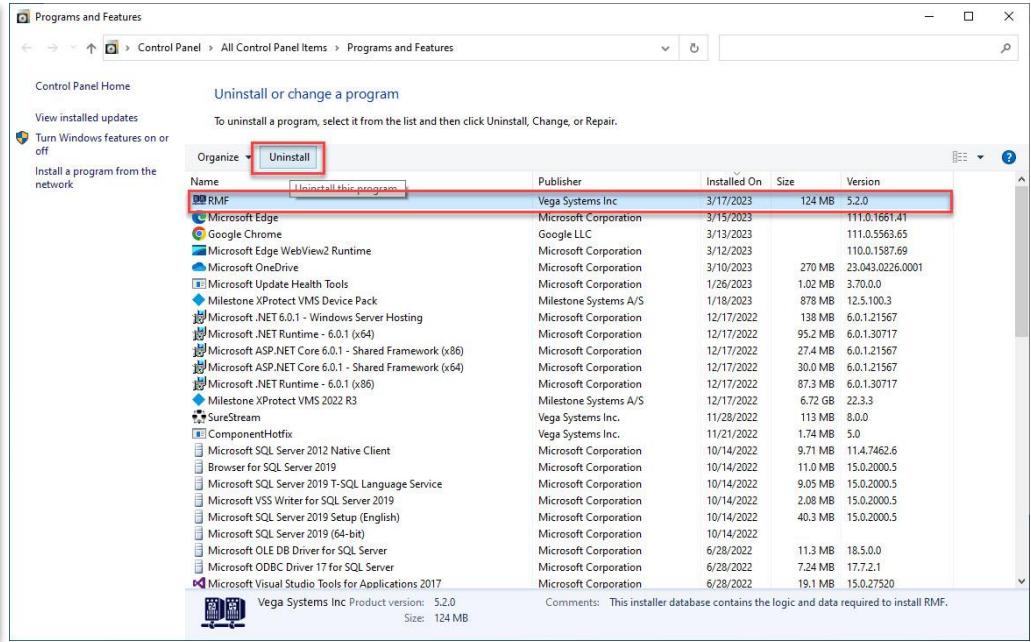 Programs and Features
Control Panel > All Control Panel Items > Programs and Features
Control Panel Home
View installed updates
Turn Windows features on or
off
Install a program from the
network
Uninstall or change a program
To uninstall a program, select it from the list and then click Uninstall, Change, or Repair.
Organize Uninstall
Uninstall this program
Name Publisher Installed On Size Version
RMF Vega Systems Inc 3/17/2023 124 MB 5.2.0
Microsoft Edge Microsoft Corporation 3/15/2023 111.0.1661.41
Google Chrome Google LLC 3/13/2023 111.0.5563.65
Microsoft Edge WebView2 Runtime Microsoft Corporation 3/12/2023 110.0.1587.69
Microsoft OneDrive Microsoft Corporation 3/10/2023 270 MB 23.043.0226.0001
Microsoft Update Health Tools Microsoft Corporation 1/26/2023 1.02 MB 3.70.0.0
Milestone XProtect VMS Device Pack Milestone Systems A/S 1/18/2023 878 MB 12.5.100.3
Microsoft .NET 6.0.1 - Windows Server Hosting Microsoft Corporation 12/17/2022 138 MB 6.0.1.21567
Microsoft .NET Runtime - 6.0.1 (x64) Microsoft Corporation 12/17/2022 95.2 MB 6.0.1.30717
Microsoft ASP.NET Core 6.0.1 - Shared Framework (x86) Microsoft Corporation 12/17/2022 27.4 MB 6.0.1.21567
Microsoft ASP.NET Core 6.0.1 - Shared Framework (x64) Microsoft Corporation 12/17/2022 30.0 MB 6.0.1.21567
Microsoft .NET Runtime - 6.0.1 (x86) Microsoft Corporation 12/17/2022 87.3 MB 6.0.1.30717
Milestone XProtect VMS 2022 R3 Milestone Systems A/S 12/17/2022 6.72 GB 22.3.3
SureStream Vega Systems Inc. 11/28/2022 113 MB 8.0.0
ComponentHotfix Vega Systems Inc. 11/21/2022 1.74 MB 5.0
Microsoft SQL Server 2012 Native Client Microsoft Corporation 10/14/2022 9.71 MB 11.4.7462.6
Browser for SQL Server 2019 Microsoft Corporation 10/14/2022 11.0 MB 15.0.2000.5
Microsoft SQL Server 2019 T-SQL Language Service Microsoft Corporation 10/14/2022 9.05 MB 15.0.2000.5
Microsoft VSS Writer for SQL Server 2019 Microsoft Corporation 10/14/2022 2.08 MB 15.0.2000.5
Microsoft SQL Server 2019 Setup (English) Microsoft Corporation 10/14/2022 40.3 MB 15.0.2000.5
Microsoft SQL Server 2019 (64-bit) Microsoft Corporation 10/14/2022
Microsoft OLE DB Driver for SQL Server Microsoft Corporation 6/28/2022 11.3 MB 18.5.0.0
Microsoft ODBC Driver 17 for SQL Server Microsoft Corporation 6/28/2022 7.24 MB 17.7.2.1
Microsoft Visual Studio Tools for Applications 2017 Microsoft Corporation 6/28/2022 19.1 MB 15.0.27520
Vega Systems Inc Product version: 5.2.0 Comments: This installer database contains the logic and data required to install RMF.
Size: 124 MB